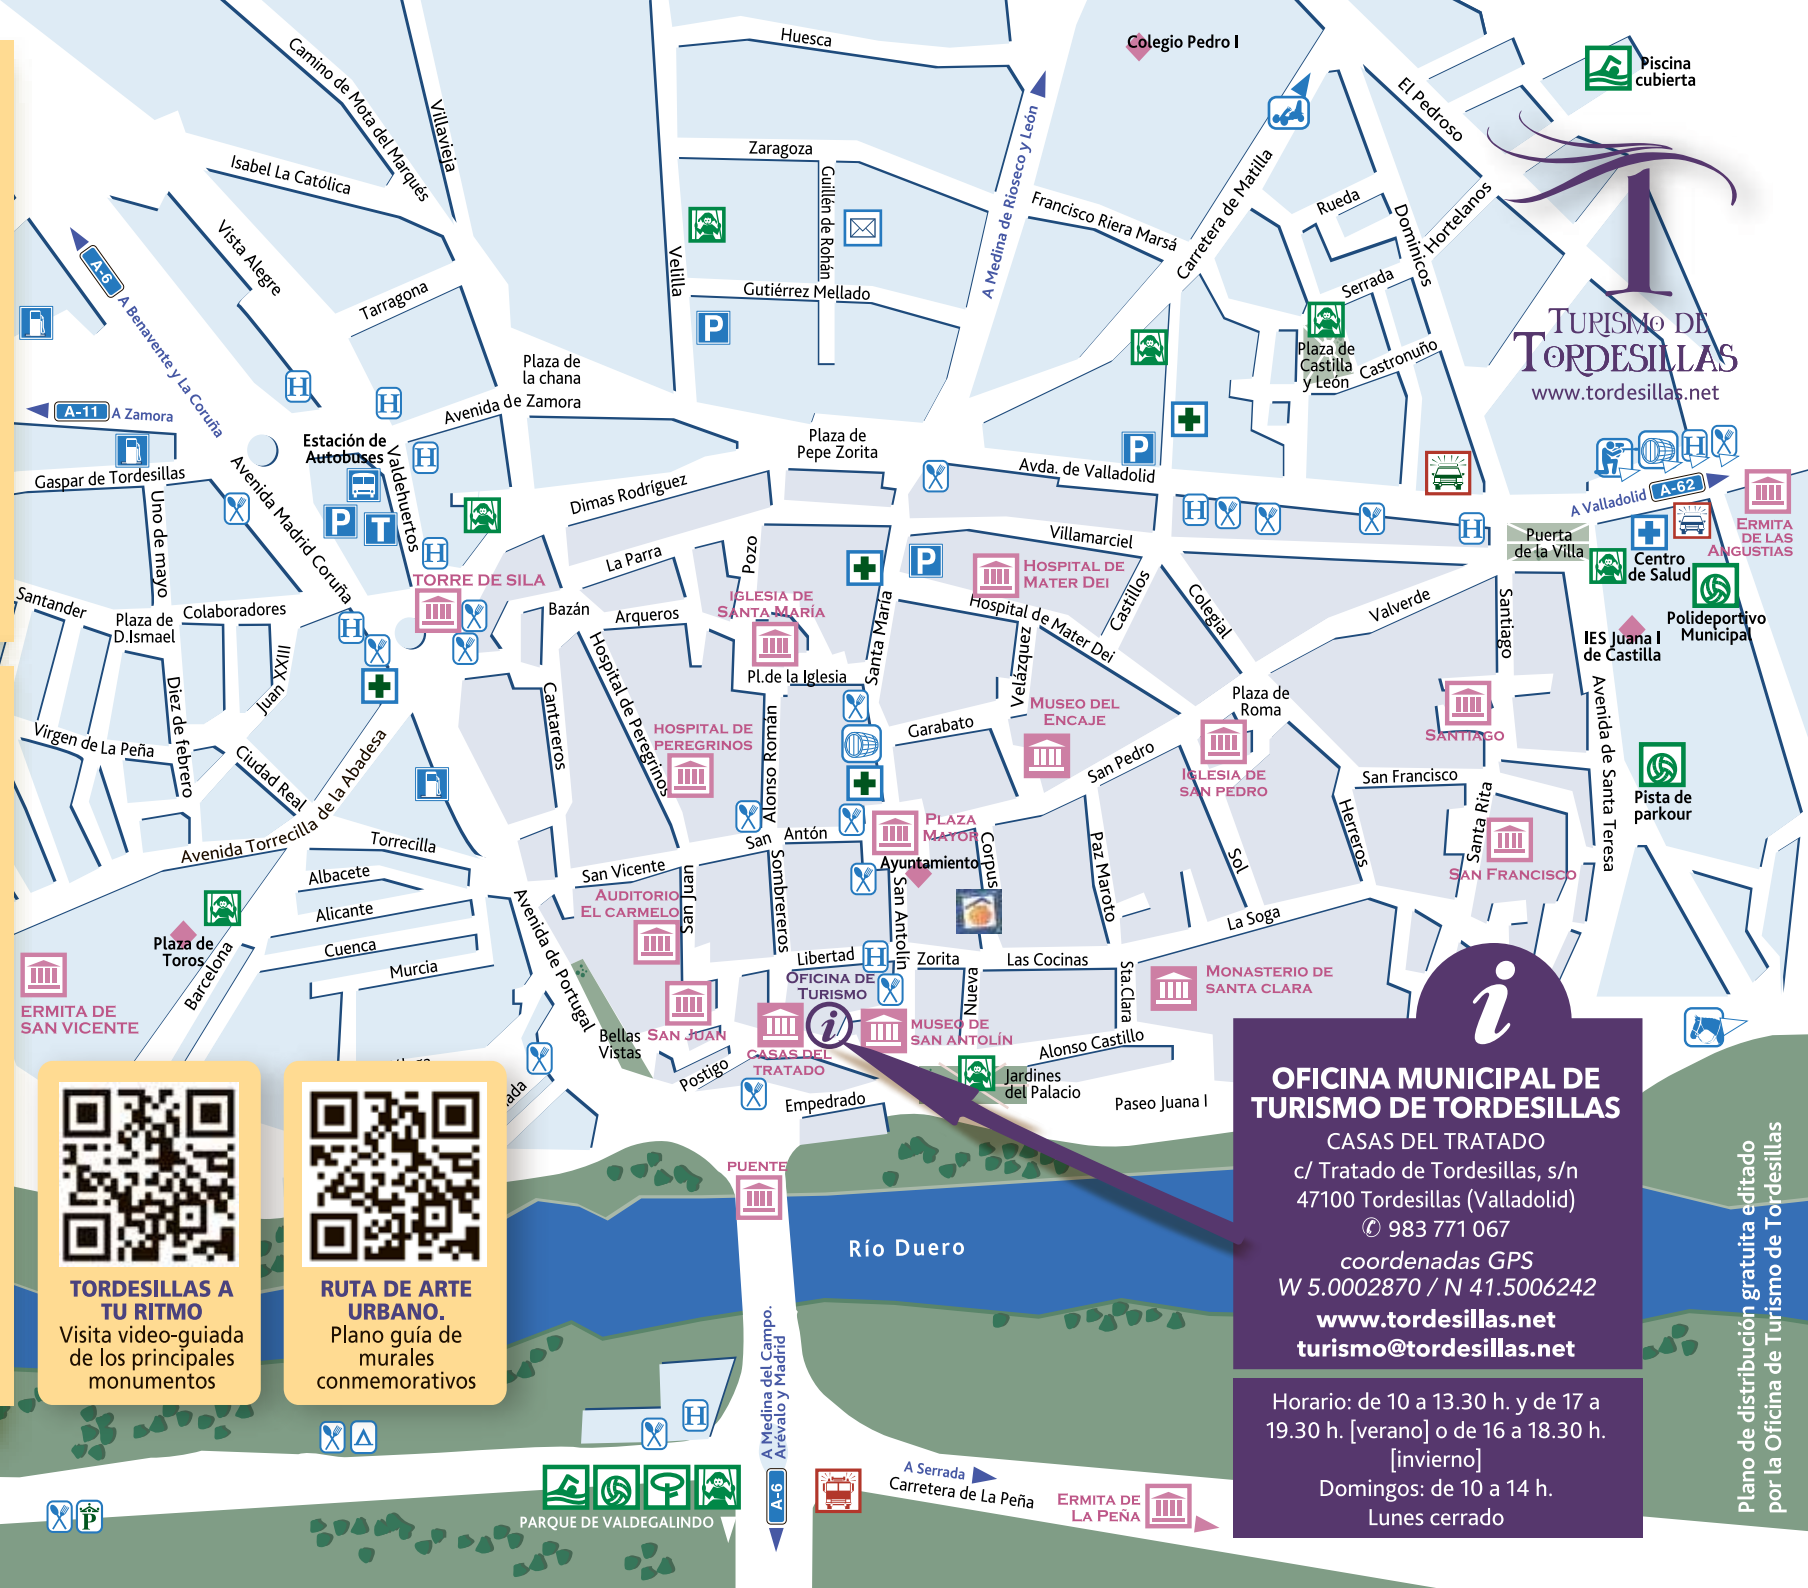 Huesca
Colegio Pedro I
Piscina
cubierta
Camino de Mota del Marqués
Villavieja
El Pedroso
A Medina de Rioseco y León
Zaragoza
Isabel La Católica
Guillén de Rohán
Francisco Riera Marsá
Carretera de Matilla
Rueda
Dominicos
Hortelanos
Vista Alegre
Velilla
Serrada
A-6
A Benavente y La Coruña
Tarragona
Gutiérrez Mellado
P
TURISMO DE
TORDESILLAS
www.tordesillas.net
Plaza de
Castilla
y León
Castronuño
Plaza de
la chana
H
H
Avenida de Zamora
A-11
A Zamora
Estación de
Autobuses
Valdehuertos
H
Plaza de
Pepe Zorita
P
Avda. de Valladolid
H
Gaspar de Tordesillas
Avenida Madrid Coruña
Uno de mayo
Dimas Rodríguez
P
T
H
H
H
A Valladolid
A-62
ERMITA
DE LAS
ANGUSTIAS
Puerta
de la Villa
Centro
de Salud
Villamarciel
Pozo
La Parra
P
HOSPITAL DE
MATER DEI
TORRE DE SILA
Santander
Plaza de
D.Ismael
Colaboradores
H
Bazán
Arqueros
IGLESIA DE
SANTA MARÍA
Santa María
Hospital de Mater Dei
Castillos
Colegial
Valverde
Santiago
Polideportivo
Municipal
IES Juana I
de Castilla
Juan XXIII
Diez de febrero
Pl.de la Iglesia
Hospital de Peregrinos
Cantareros
Velázquez
Plaza de
Roma
Avenida de Santa Teresa
MUSEO DEL
ENCAJE
Garabato
Alonso Román
HOSPITAL DE
PEREGRINOS
SANTIAGO
Virgen de La Peña
Ciudad Real
Avenida Torrecilla de la Abadesa
San Pedro
IGLESIA DE
SAN PEDRO
San Francisco
Santa Rita
Herreros
Pista de
parkour
PLAZA
MAYOR
San Antón
Corpus
Ayuntamiento
Torrecilla
Albacete
Alicante
Cuenca
Murcia
San Vicente
San Juan
Sombrereros
San Antolín
Paz Maroto
Sol
SAN FRANCISCO
AUDITORIO
EL CARMELO
Plaza de
Toros
Barcelona
Avenida de Portugal
La Soga
Libertad
H
Zorita
Las Cocinas
Nueva
Sta.Clara
MONASTERIO DE
SANTA CLARA
ERMITA DE
SAN VICENTE
OFICINA DE
TURISMO
i
Bellas
Vistas
SAN JUAN
CASAS DEL
TRATADO
MUSEO DE
SAN ANTOLÍN
Alonso Castillo
Postigo
Jardines
del Palacio
Empedrado
Paseo Juana I
PUENTE
Río Duero
i
OFICINA MUNICIPAL DE
TURISMO DE TORDESILLAS
CASAS DEL TRATADO
c/ Tratado de Tordesillas, s/n
47100 Tordesillas (Valladolid)
✆ 983 771 067
coordenadas GPS
W 5.0002870 / N 41.5006242
www.tordesillas.net
turismo@tordesillas.net
Horario: de 10 a 13.30 h. y de 17 a
19.30 h. [verano] o de 16 a 18.30 h.
[invierno]
Domingos: de 10 a 14 h.
Lunes cerrado
TORDESILLAS A
TU RITMO
Visita video-guiada
de los principales
monumentos
RUTA DE ARTE
URBANO.
Plano guía de
murales
conmemorativos
A Medina del Campo.
Arévalo y Madrid
A-6
H
P
PARQUE DE VALDEGALINDO
A Serrada
Carretera de La Peña
ERMITA DE
LA PEÑA
Plano de distribución gratuita editado
por la Oficina de Turismo de Tordesillas